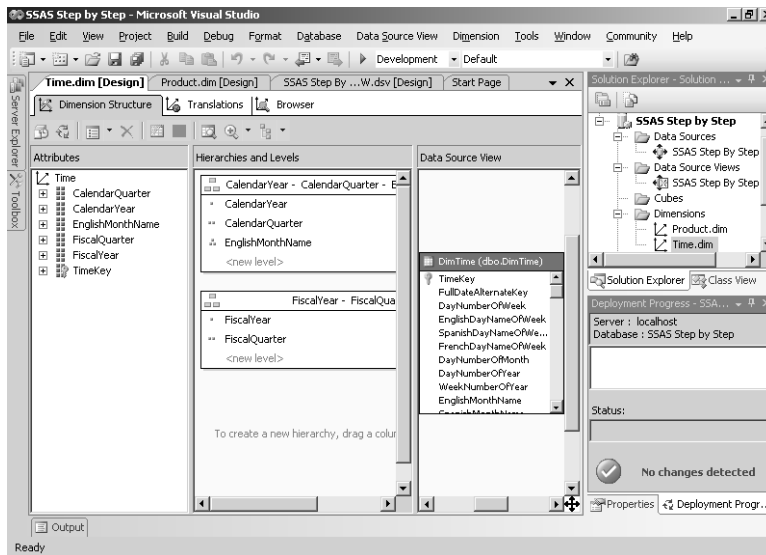 SSAS Step by Step - Microsoft Visual Studio
File Edit View Project Build Debug Format Database Data Source View Dimension Tools Window Community Help
Development Default
Time.dim [Design] Product.dim [Design] SSAS Step By ...W.dsv [Design] Start Page
Dimension Structure Translations Browser
Server Explorer
Toolbox
Attributes
Time
CalendarQuarter
CalendarYear
EnglishMonthName
FiscalQuarter
FiscalYear
TimeKey
Hierarchies and Levels
CalendarYear - CalendarQuarter - E
CalendarYear
CalendarQuarter
EnglishMonthName
<new level>
FiscalYear - FiscalQua
FiscalYear
FiscalQuarter
<new level>
To create a new hierarchy, drag a colur
Data Source View
DimTime (dbo.DimTime)
TimeKey
FullDateAlternateKey
DayNumberOfWeek
EnglishDayNameOfWeek
SpanishDayNameOfWe...
FrenchDayNameOfWeek
DayNumberOfMonth
DayNumberOfYear
WeekNumberOfYear
EnglishMonthName
SpanishMonthName
Solution Explorer - Solution ...
SSAS Step by Step
Data Sources
SSAS Step By Step
Data Source Views
SSAS Step By Step
Cubes
Dimensions
Product.dim
Time.dim
Solution Explorer Class View
Deployment Progress - SSA...
Server : localhost
Database : SSAS Step by Step
Status:
No changes detected
Properties Deployment Progr...
Output
Ready